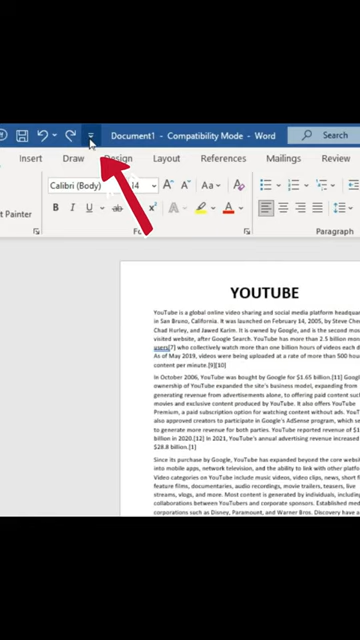 Document1 - Compatibility Mode - Word
Search
Insert Draw Design Layout References Mailings Review
Calibri (Body) 14
Aa
t Painter
B I U ab x² A A
Paragraph
YOUTUBE
YouTube is a global online video sharing and social media platform headquar
in San Bruno, California. It was launched on February 14, 2005, by Steve Chen
Chad Hurley, and Jawed Karim. It is owned by Google, and is the second mos
visited website, after Google Search. YouTube has more than 2.5 billion mon
users[7] who collectively watch more than one billion hours of videos each d
As of May 2019, videos were being uploaded at a rate of more than 500 hour
content per minute.[9][10]
In October 2006, YouTube was bought by Google for $1.65 billion.[11] Googl
ownership of YouTube expanded the site's business model, expanding from
generating revenue from advertisements alone, to offering paid content suc
movies and exclusive content produced by YouTube. It also offers YouTube
Premium, a paid subscription option for watching content without ads. YouTu
also approved creators to participate in Google's AdSense program, which se
to generate more revenue for both parties. YouTube reported revenue of $1
billion in 2020.[12] In 2021, YouTube's annual advertising revenue increased
$28.8 billion.[1]
Since its purchase by Google, YouTube has expanded beyond the core websi
into mobile apps, network television, and the ability to link with other platfo
Video categories on YouTube include music videos, video clips, news, short f
feature films, documentaries, audio recordings, movie trailers, teasers, live
streams, vlogs, and more. Most content is generated by individuals, including
collaborations between YouTubers and corporate sponsors. Established med
corporations such as Disney, Paramount, and Warner Bros. Discovery have a